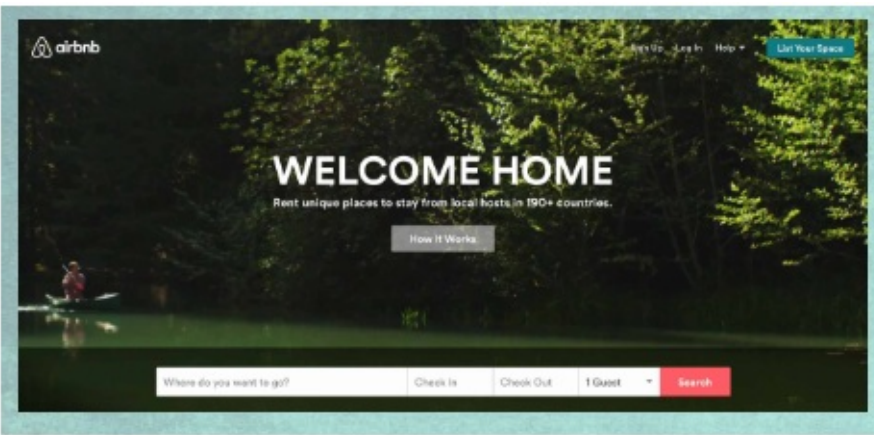 airbnb
Sign Up Log In Help List Your Space
WELCOME HOME
Rent unique places to stay from local hosts in 190+ countries.
How It Works
Where do you want to go? Check In Check Out 1 Guest Search